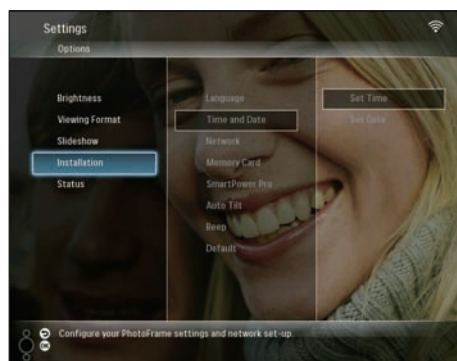 Settings
Options
Brightness
Viewing Format
Slideshow
Installation
Status
Language
Time and Date
Network
Memory Card
SmartPower Pro
Auto Tilt
Beep
Default
Set Time
Set Date
Configure your PhotoFrame settings and network set-up.
OK